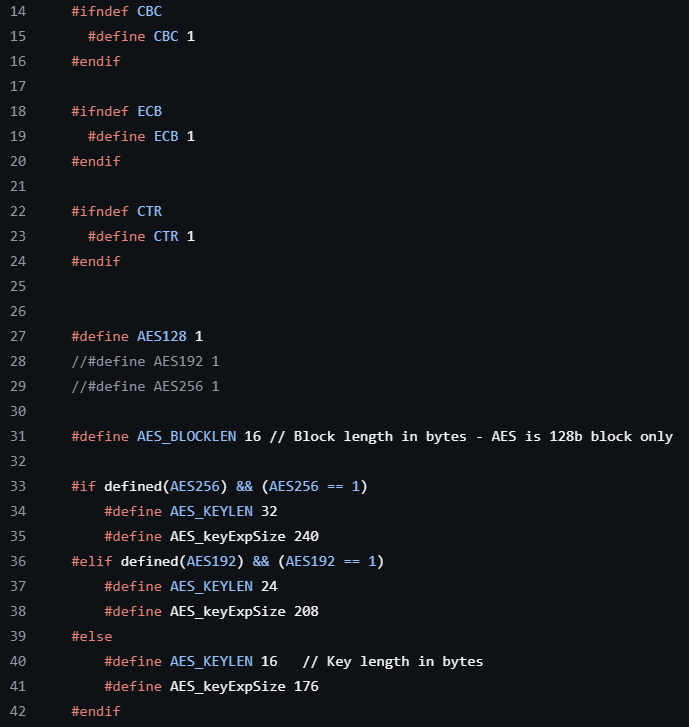 14 #ifndef CBC
15   #define CBC 1
16 #endif
17
18 #ifndef ECB
19   #define ECB 1
20 #endif
21
22 #ifndef CTR
23   #define CTR 1
24 #endif
25
26
27 #define AES128 1
28 //#define AES192 1
29 //#define AES256 1
30
31 #define AES_BLOCKLEN 16 // Block length in bytes - AES is 128b block only
32
33 #if defined(AES256) && (AES256 == 1)
34     #define AES_KEYLEN 32
35     #define AES_keyExpSize 240
36 #elif defined(AES192) && (AES192 == 1)
37     #define AES_KEYLEN 24
38     #define AES_keyExpSize 208
39 #else
40     #define AES_KEYLEN 16   // Key length in bytes
41     #define AES_keyExpSize 176
42 #endif